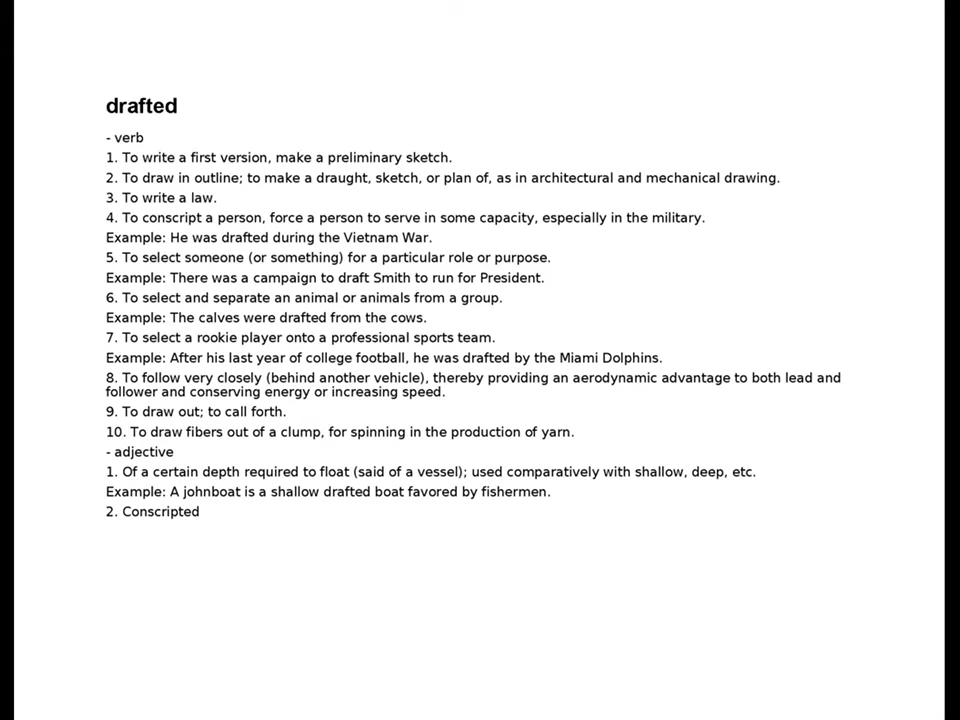 drafted
- verb
1. To write a first version, make a preliminary sketch.
2. To draw in outline; to make a draught, sketch, or plan of, as in architectural and mechanical drawing.
3. To write a law.
4. To conscript a person, force a person to serve in some capacity, especially in the military.
Example: He was drafted during the Vietnam War.
5. To select someone (or something) for a particular role or purpose.
Example: There was a campaign to draft Smith to run for President.
6. To select and separate an animal or animals from a group.
Example: The calves were drafted from the cows.
7. To select a rookie player onto a professional sports team.
Example: After his last year of college football, he was drafted by the Miami Dolphins.
8. To follow very closely (behind another vehicle), thereby providing an aerodynamic advantage to both lead and
follower and conserving energy or increasing speed.
9. To draw out; to call forth.
10. To draw fibers out of a clump, for spinning in the production of yarn.
- adjective
1. Of a certain depth required to float (said of a vessel); used comparatively with shallow, deep, etc.
Example: A johnboat is a shallow drafted boat favored by fishermen.
2. Conscripted